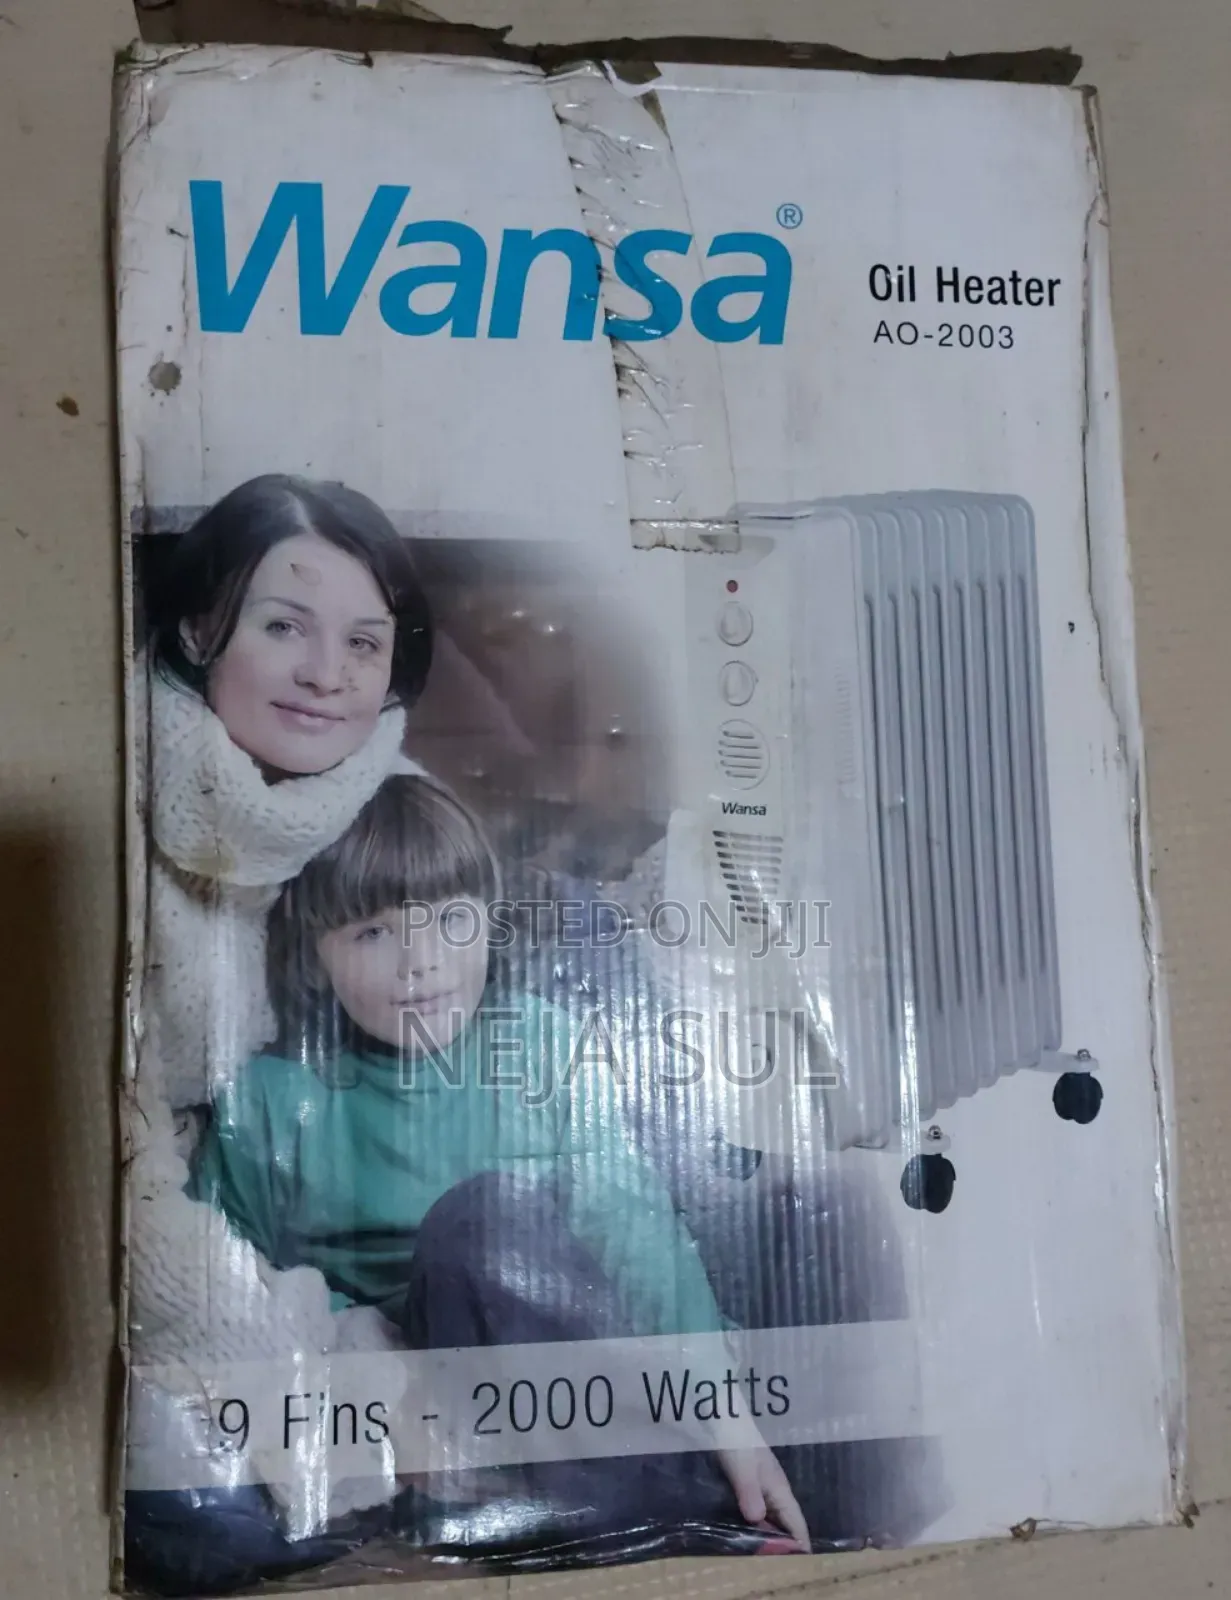 Wansa®
Oil Heater
AO-2003
Wansa
POSTED ON JIJI
NEJA SUL
9 Fins - 2000 Watts